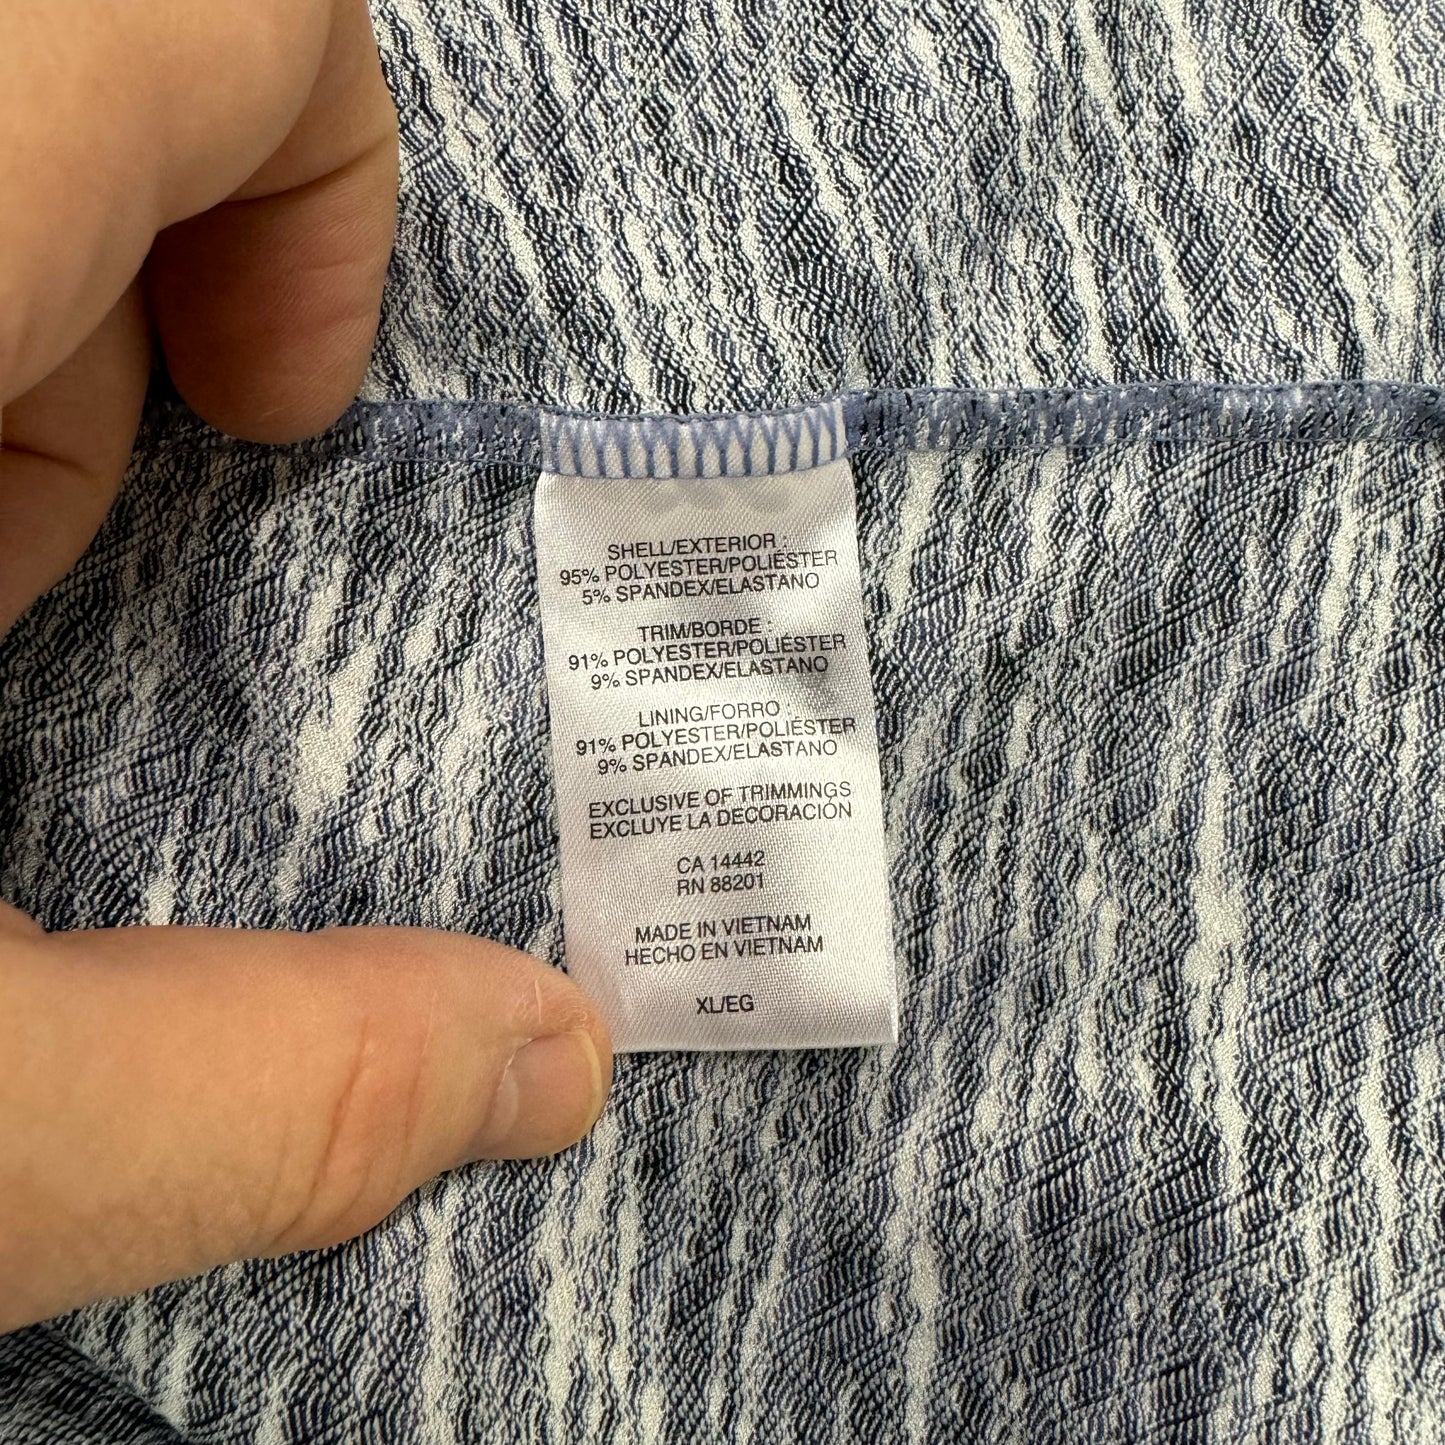 SHELL/EXTERIOR :
95% POLYESTER/POLIÉSTER
5% SPANDEX/ELASTANO
TRIM/BORDE :
91% POLYESTER/POLIÉSTER
9% SPANDEX/ELASTANO
LINING/FORRO :
91% POLYESTER/POLIÉSTER
9% SPANDEX/ELASTANO
EXCLUSIVE OF TRIMMINGS
EXCLUYE LA DECORACIÓN
CA 14442
RN 88201
MADE IN VIETNAM
HECHO EN VIETNAM
XL/EG